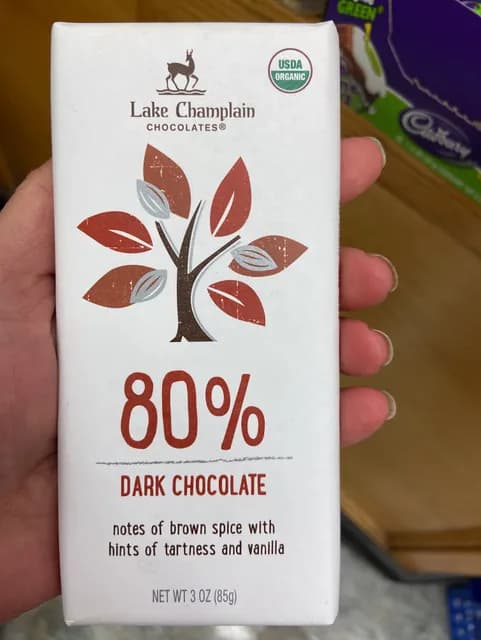 GREEN
Cadbury
USDA
ORGANIC
Lake Champlain
CHOCOLATES®
80%
DARK CHOCOLATE
notes of brown spice with
hints of tartness and vanilla
NET WT 3 OZ (85g)